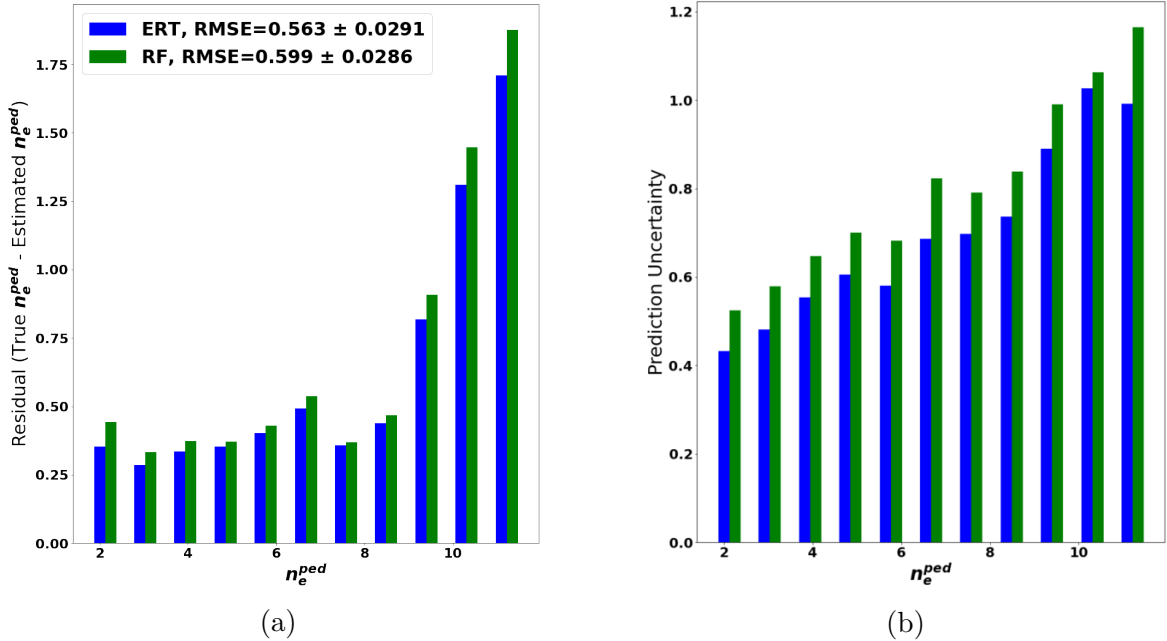 ERT, RMSE=0.563 ± 0.0291
RF, RMSE=0.599 ± 0.0286
Residual (True n_e^ped - Estimated n_e^ped)
1.75
1.50
1.25
1.00
0.75
0.50
0.25
0.00
2 4 6 8 10
n_e^ped
(a)
Prediction Uncertainty
1.2
1.0
0.8
0.6
0.4
0.2
0.0
2 4 6 8 10
n_e^ped
(b)